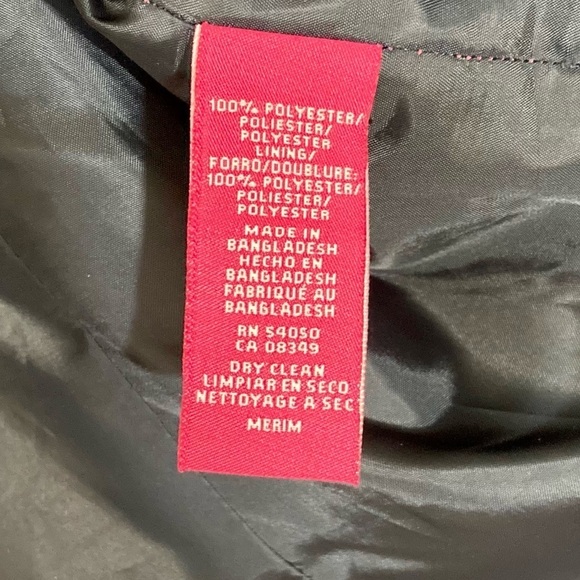 100% POLYESTER/
POLIESTER/
POLYESTER
LINING/
FORRO/DOUBLURE:
100% POLYESTER/
POLIESTER/
POLYESTER
MADE IN
BANGLADESH
HECHO EN
BANGLADESH
FABRIQUÉ AU
BANGLADESH
RN 54050
CA 08349
DRY CLEAN
LIMPIAR EN SECO
NETTOYAGE A SEC
MERIM